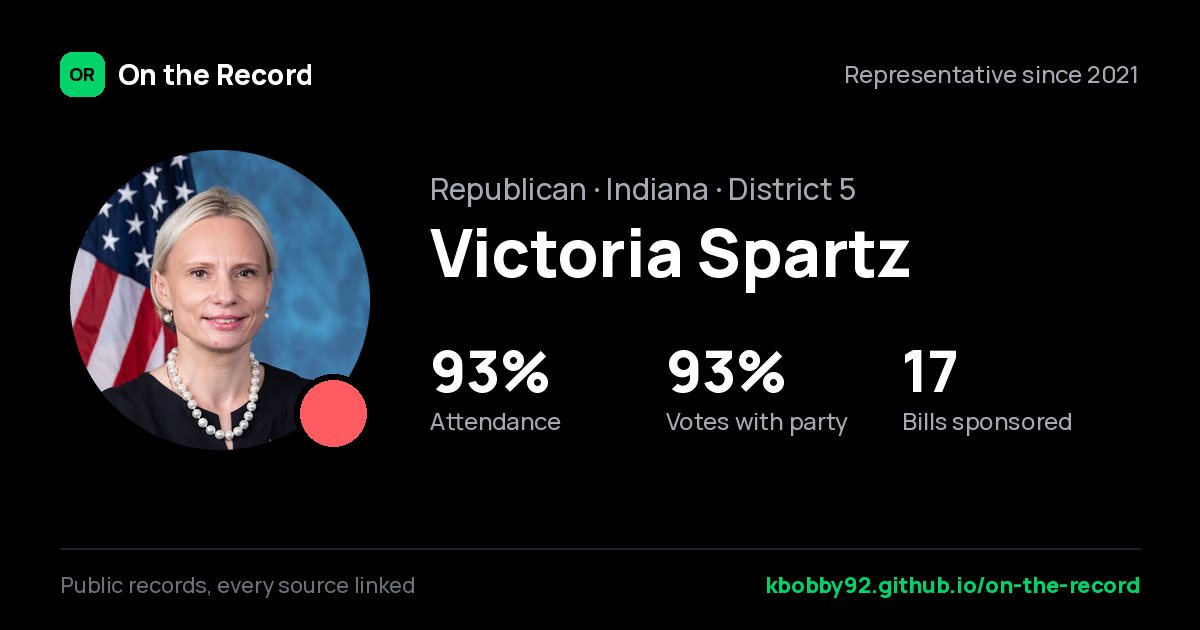 OR On the Record
Representative since 2021
Republican · Indiana · District 5
Victoria Spartz
93% 93% 17
Attendance Votes with party Bills sponsored
Public records, every source linked
kbobby92.github.io/on-the-record